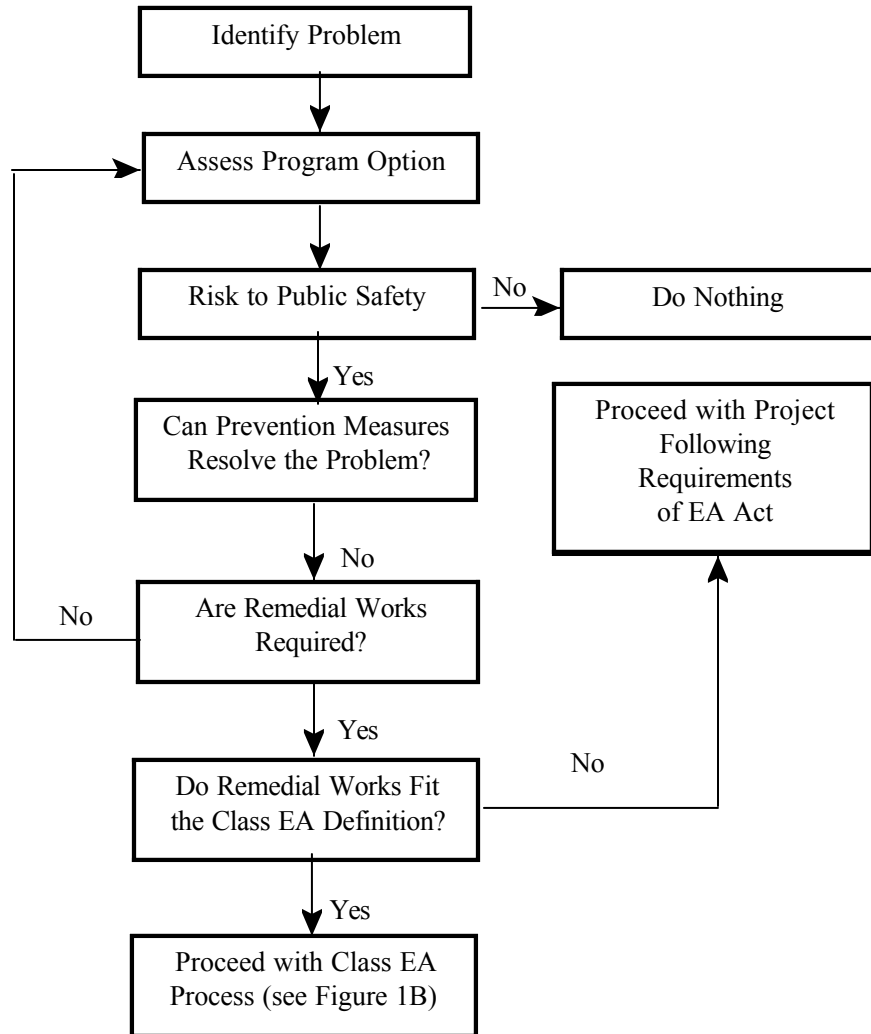 Identify Problem
Assess Program Option
Risk to Public Safety
No
Do Nothing
Yes
Can Prevention Measures
Resolve the Problem?
Proceed with Project
Following
Requirements
of EA Act
No
Are Remedial Works
Required?
No
Yes
Do Remedial Works Fit
the Class EA Definition?
No
Yes
Proceed with Class EA
Process (see Figure 1B)